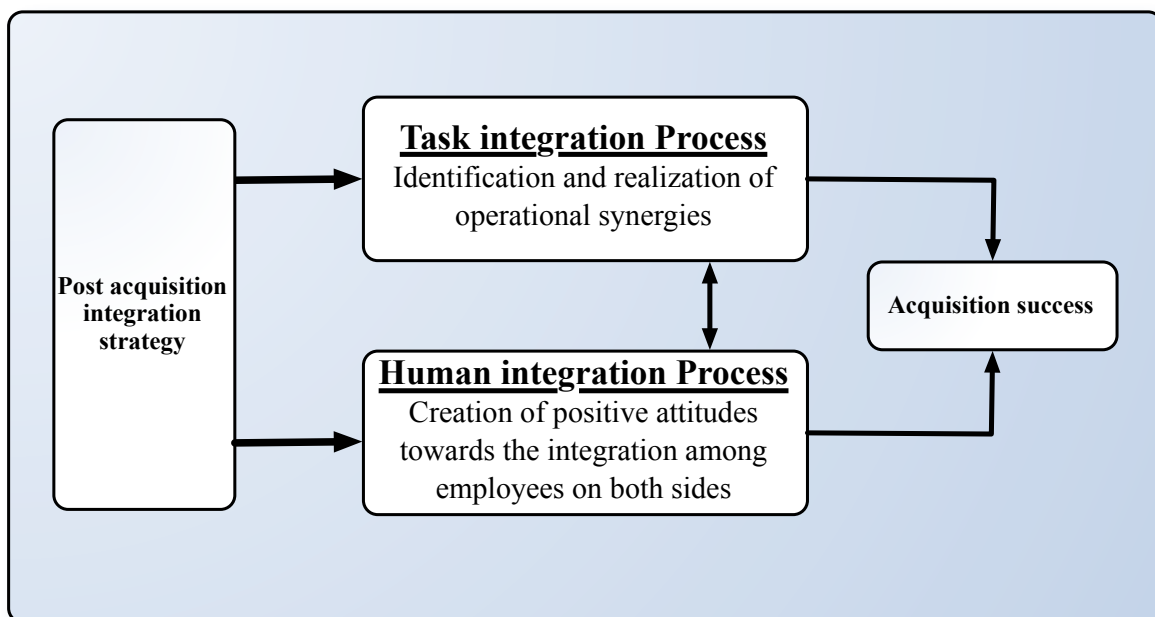 Post acquisition
integration
strategy
Task integration Process
Identification and realization of
operational synergies
Human integration Process
Creation of positive attitudes
towards the integration among
employees on both sides
Acquisition success